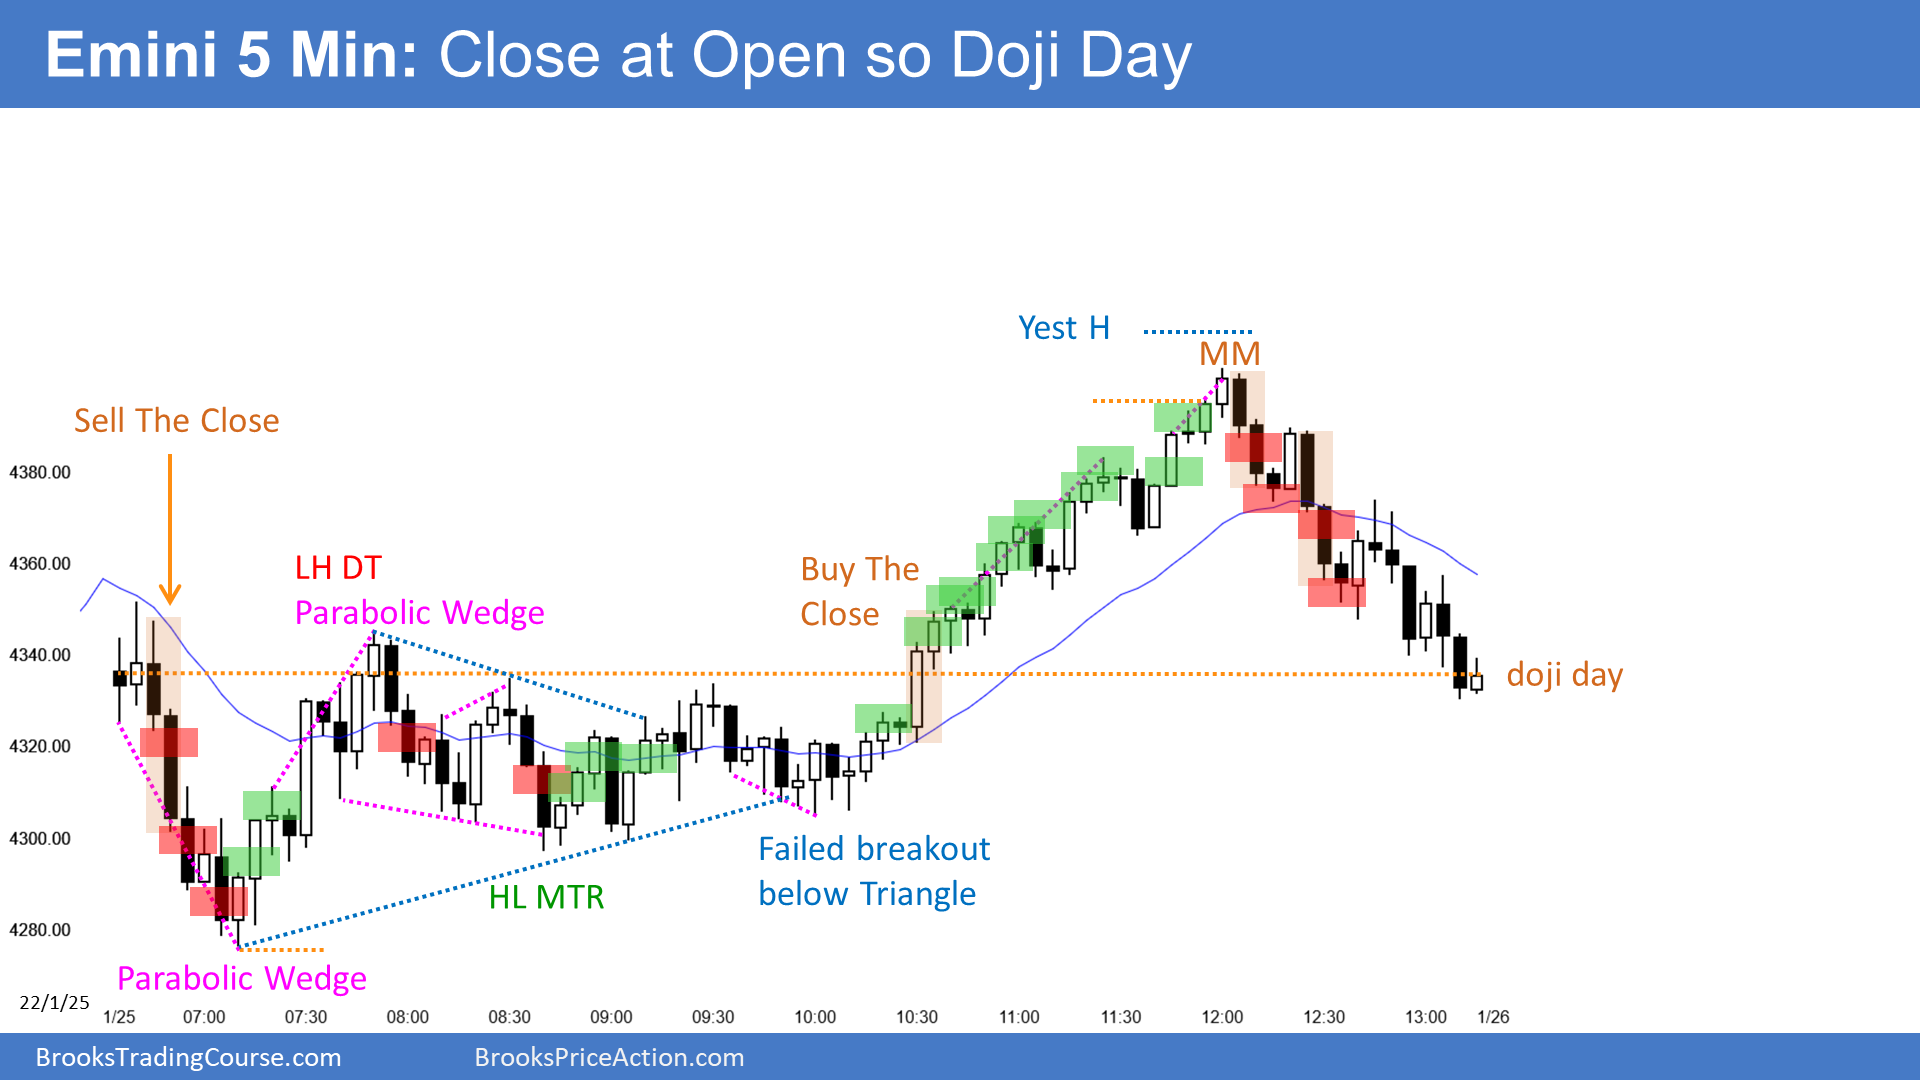 Emini 5 Min: Close at Open so Doji Day
Yest H
MM
Sell The Close
4380.00
4360.00
LH DT
Parabolic Wedge
Buy The
Close
4340.00
doji day
4320.00
4300.00
Failed breakout
below Triangle
HL MTR
4280.00
Parabolic Wedge
22/1/25
1/25 07:00 07:30 08:00 08:30 09:00 09:30 10:00 10:30 11:00 11:30 12:00 12:30 13:00 1/26
BrooksTradingCourse.com BrooksPriceAction.com